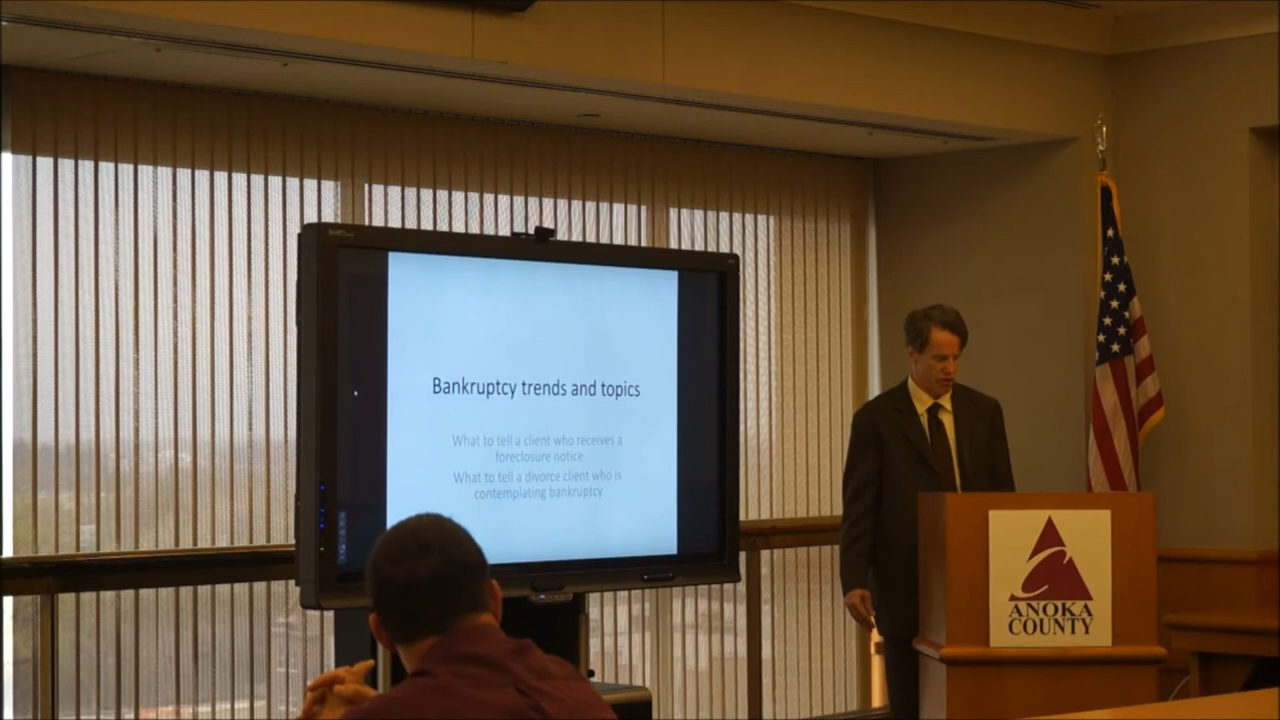 Bankruptcy trends and topics
What to tell a client who receives a
foreclosure notice
What to tell a divorce client who is
contemplating bankruptcy
ANOKA
COUNTY